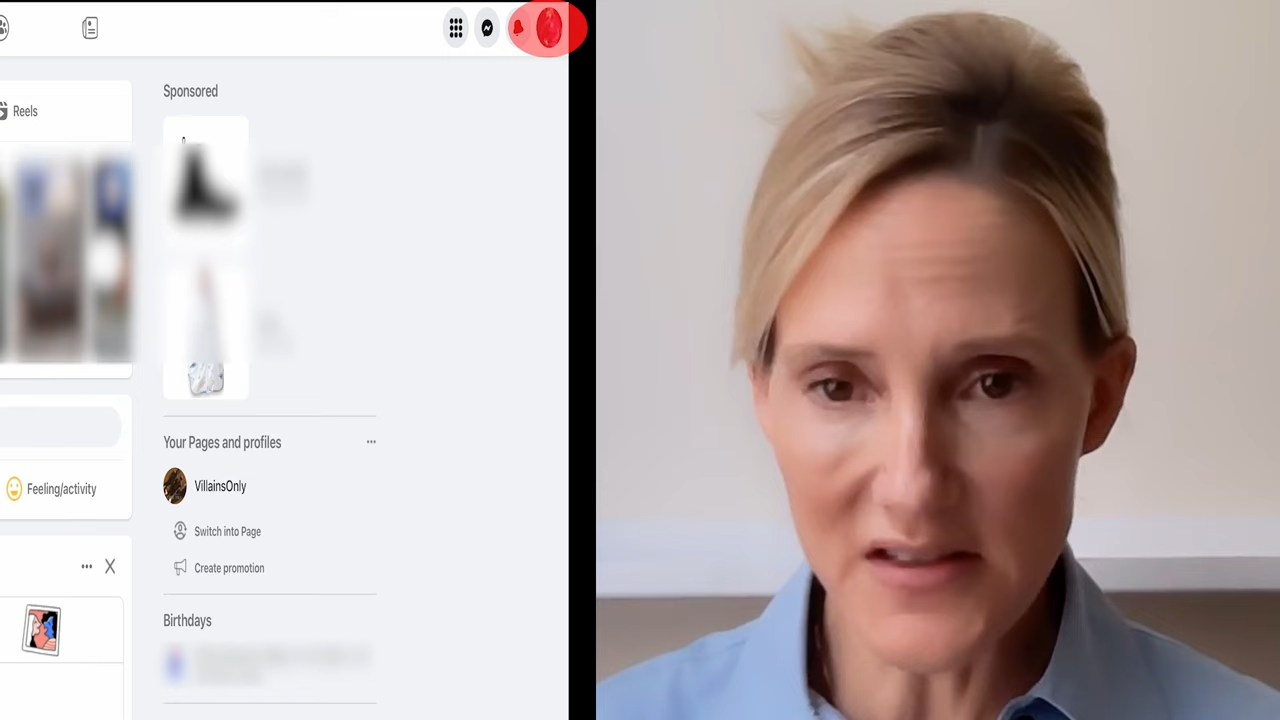 Sponsored
Reels
Your Pages and profiles
VillainsOnly
Feeling/activity
Switch into Page
Create promotion
Birthdays